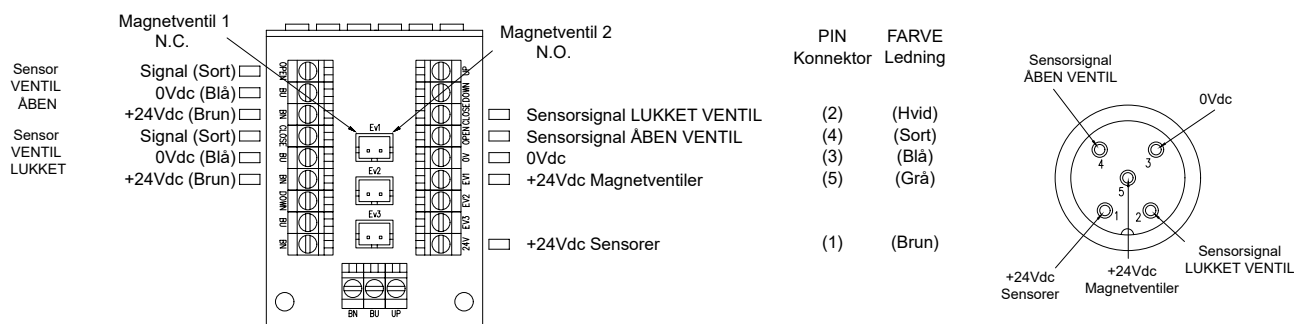 Magnetventil 1
N.C.
Magnetventil 2
N.O.
PIN
Konnektor
FARVE
Ledning
Sensor
VENTIL
ÅBEN
Signal (Sort)
0Vdc (Blå)
+24Vdc (Brun)
Sensor
VENTIL
LUKKET
Signal (Sort)
0Vdc (Blå)
+24Vdc (Brun)
OPEN
BU
BN
CLOSE
BU
BN
DOWN
BU
BN
Ev1
Ev2
Ev3
UP
DOWN
CLOSE
OPEN
0V
EV1
EV2
EV3
24V
BN BU UP
Sensorsignal LUKKET VENTIL (2) (Hvid)
Sensorsignal ÅBEN VENTIL (4) (Sort)
0Vdc (3) (Blå)
+24Vdc Magnetventiler (5) (Grå)
+24Vdc Sensorer (1) (Brun)
Sensorsignal
ÅBEN VENTIL
0Vdc
4
3
5
1
2
+24Vdc
Sensorer
+24Vdc
Magnetventiler
Sensorsignal
LUKKET VENTIL